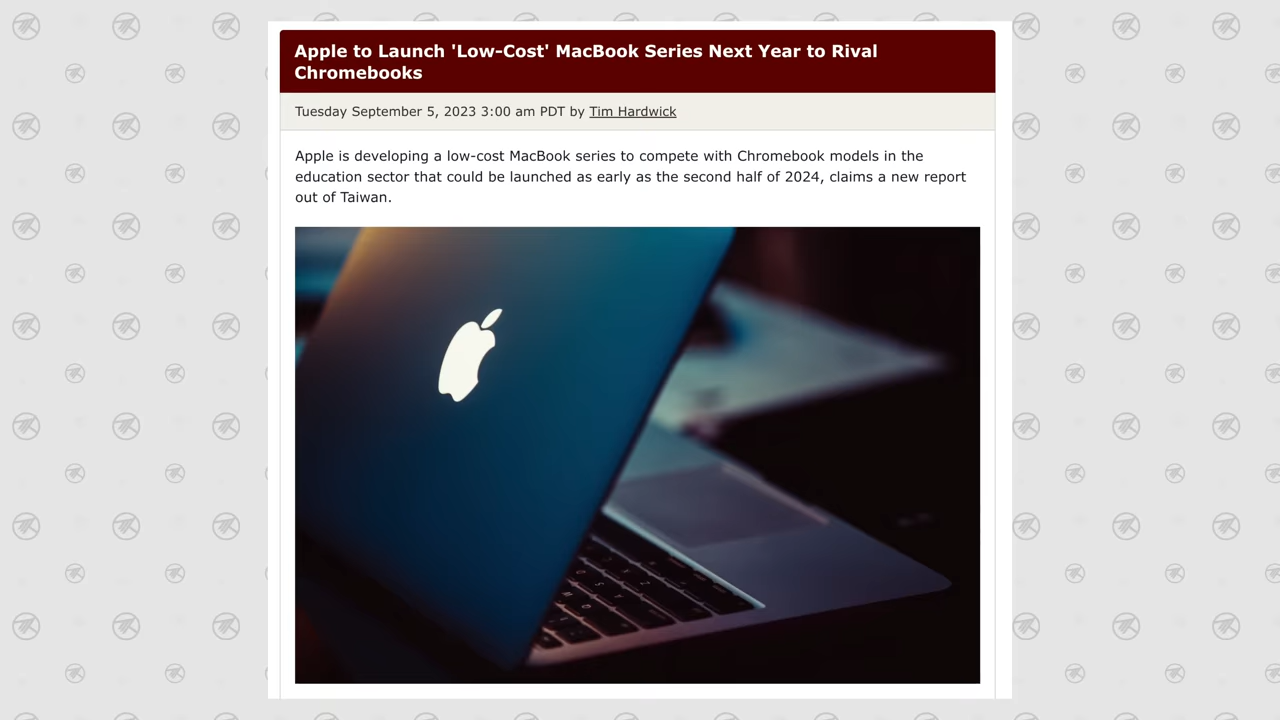 Apple to Launch 'Low-Cost' MacBook Series Next Year to Rival
Chromebooks
Tuesday September 5, 2023 3:00 am PDT by Tim Hardwick
Apple is developing a low-cost MacBook series to compete with Chromebook models in the
education sector that could be launched as early as the second half of 2024, claims a new report
out of Taiwan.